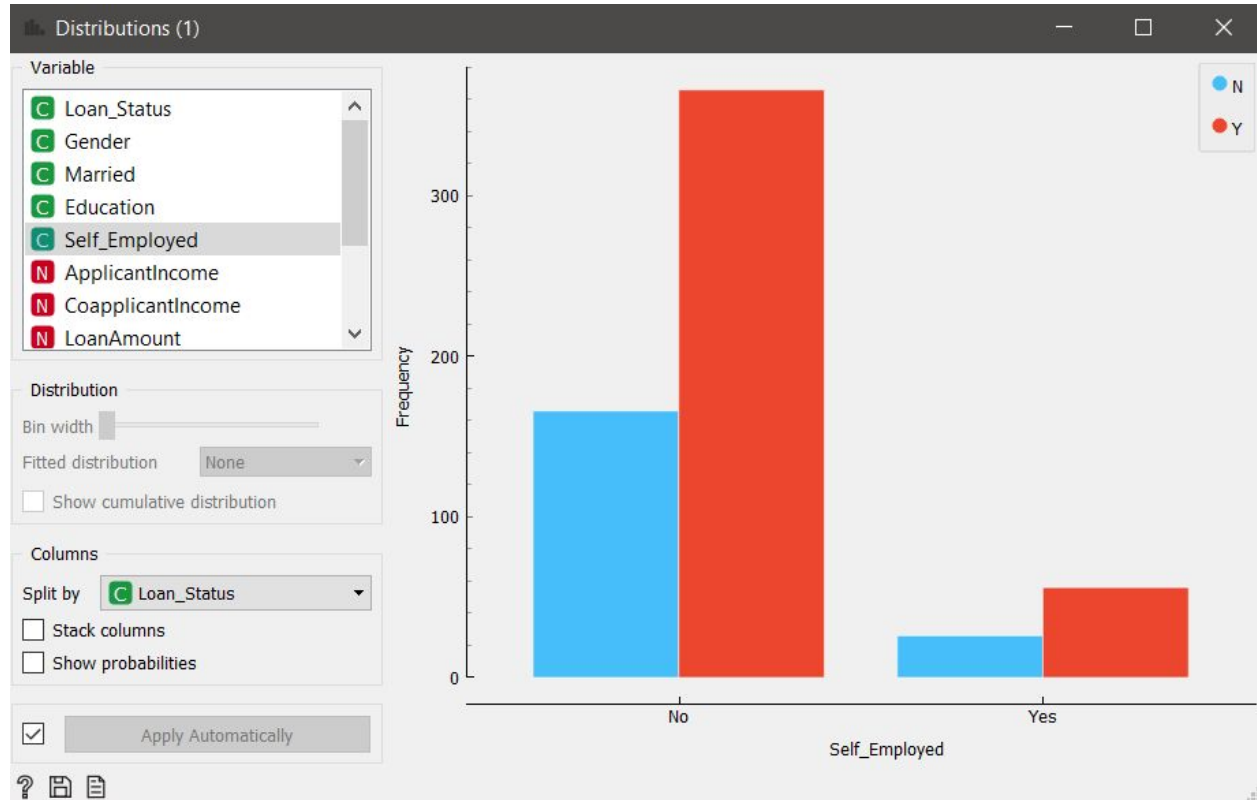 Distributions (1)
Variable
C Loan_Status
C Gender
C Married
C Education
C Self_Employed
N ApplicantIncome
N CoapplicantIncome
N LoanAmount
Distribution
Bin width
Fitted distribution None
Show cumulative distribution
Columns
Split by C Loan_Status
Stack columns
Show probabilities
Apply Automatically
?
N
Y
Frequency
300
200
100
0
No Yes
Self_Employed